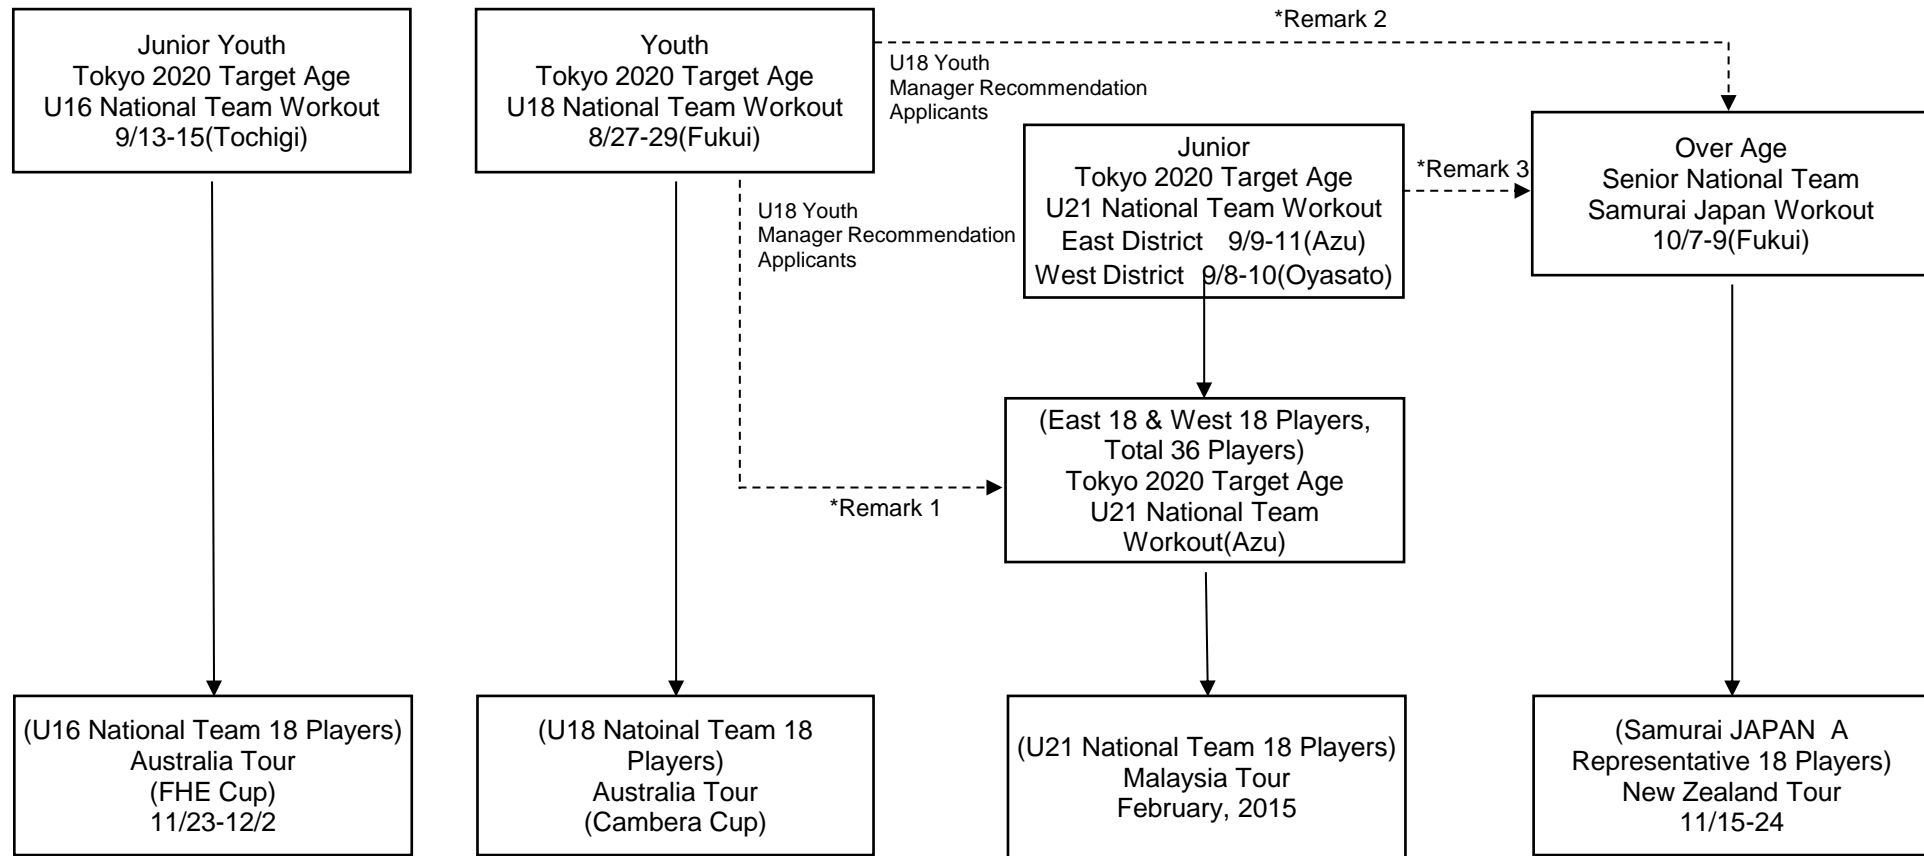 Junior Youth
Tokyo 2020 Target Age
U16 National Team Workout
9/13-15(Tochigi)
Youth
Tokyo 2020 Target Age
U18 National Team Workout
8/27-29(Fukui)
*Remark 2
U18 Youth
Manager Recommendation
Applicants
Junior
Tokyo 2020 Target Age
U21 National Team Workout
East District 9/9-11(Azu)
West District 9/8-10(Oyasato)
*Remark 3
Over Age
Senior National Team
Samurai Japan Workout
10/7-9(Fukui)
U18 Youth
Manager Recommendation
Applicants
*Remark 1
(East 18 & West 18 Players,
Total 36 Players)
Tokyo 2020 Target Age
U21 National Team
Workout(Azu)
(U16 National Team 18 Players)
Australia Tour
(FHE Cup)
11/23-12/2
(U18 Natoinal Team 18
Players)
Australia Tour
(Cambera Cup)
(U21 National Team 18 Players)
Malaysia Tour
February, 2015
(Samurai JAPAN A
Representative 18 Players)
New Zealand Tour
11/15-24